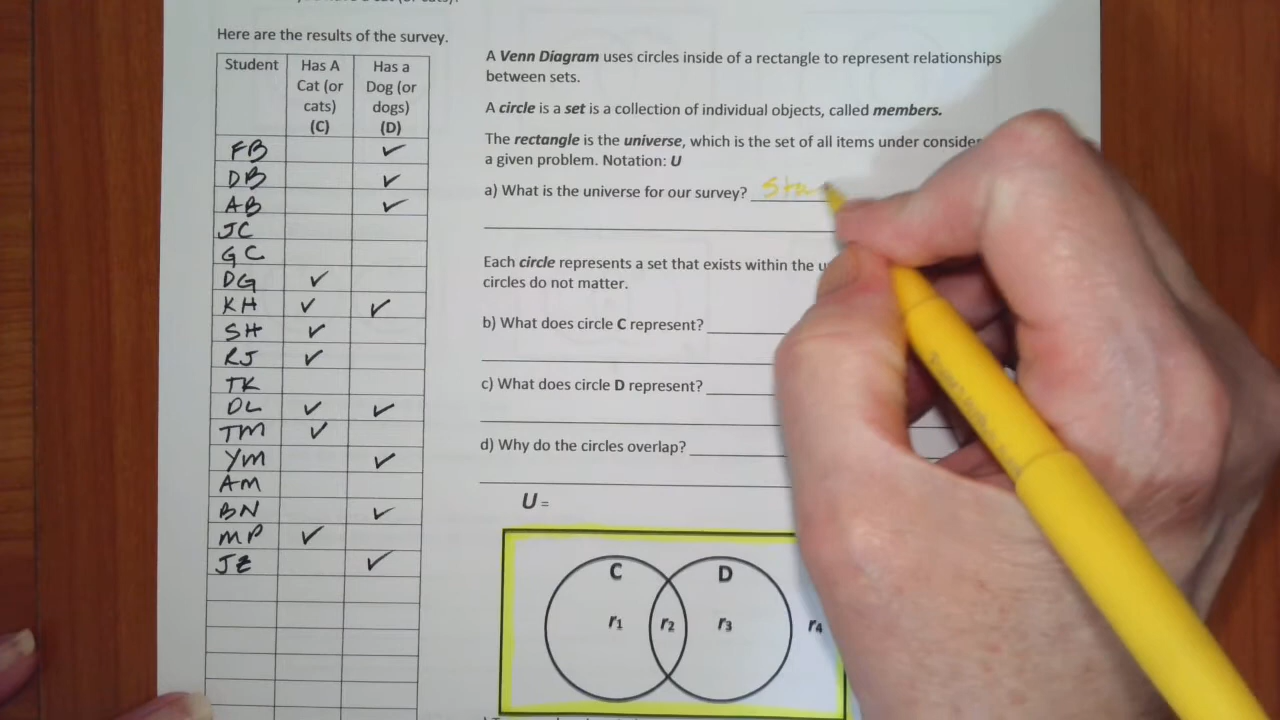 Here are the results of the survey.
Student
Has A Cat (or cats) (C)
Has a Dog (or dogs) (D)
FB ✓
DB ✓
AB ✓
JC
GC
DG ✓
KH ✓ ✓
SH ✓
RJ ✓
TK
DL ✓ ✓
TM ✓
YM ✓
AM
BN ✓
MP ✓
JZ ✓
A Venn Diagram uses circles inside of a rectangle to represent relationships
between sets.
A circle is a set is a collection of individual objects, called members.
The rectangle is the universe, which is the set of all items under consider
a given problem. Notation: U
a) What is the universe for our survey? Stu
Each circle represents a set that exists within the u
circles do not matter.
b) What does circle C represent?
c) What does circle D represent?
d) Why do the circles overlap?
U =
C D
r1 r2 r3 r4